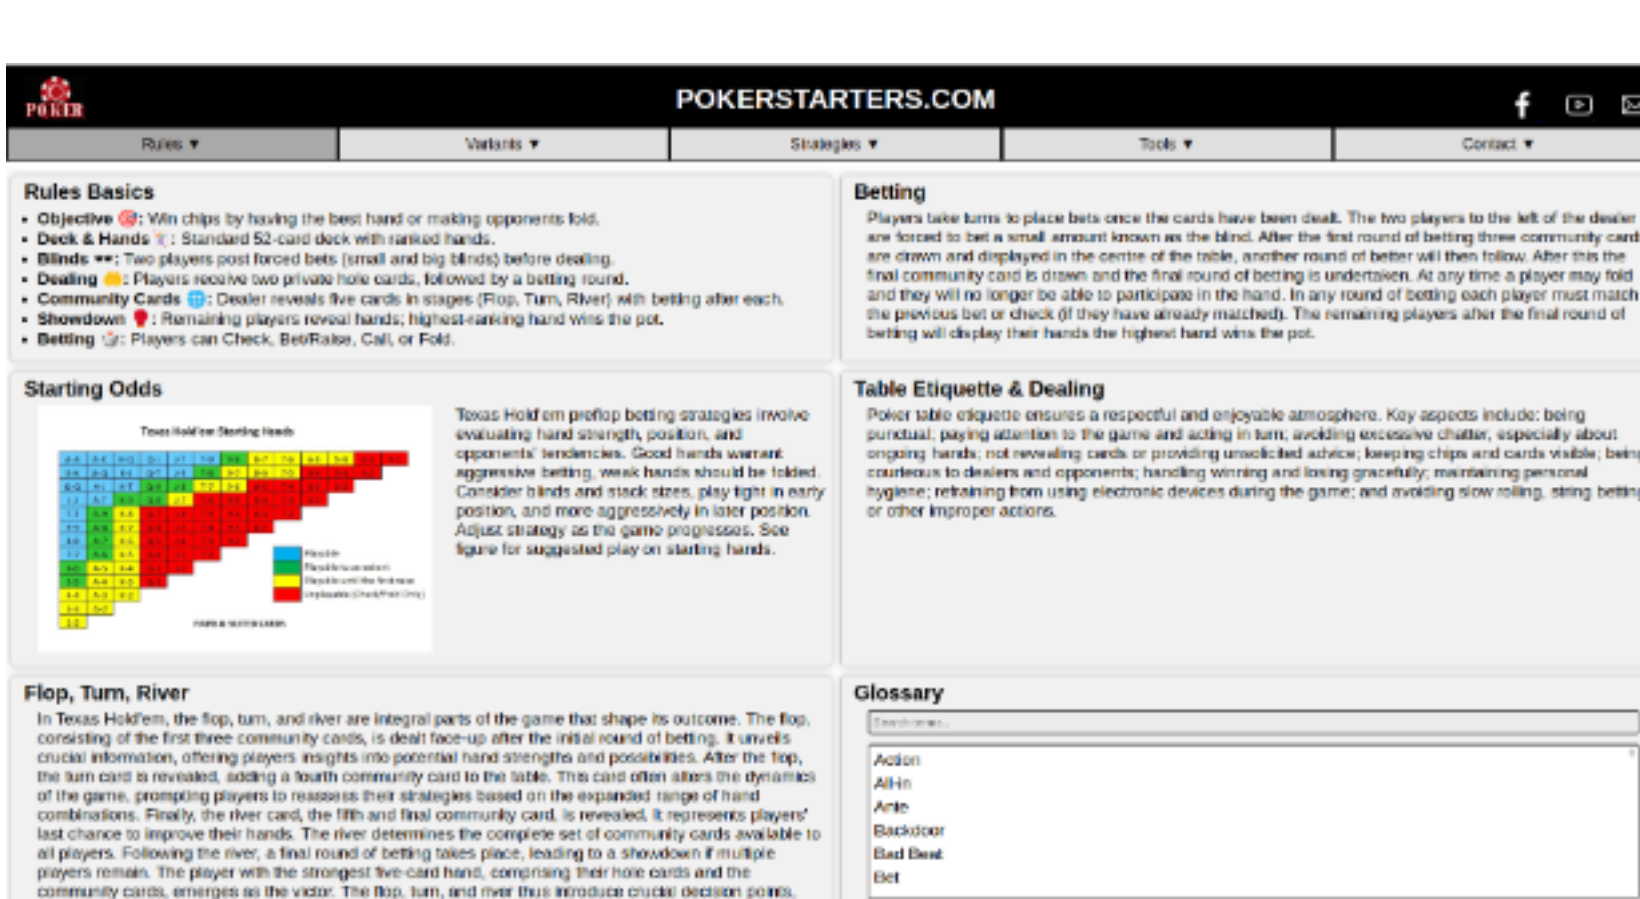 POKER
POKERSTARTERS.COM
Rules ▼
Variants ▼
Strategies ▼
Tools ▼
Contact ▼
Rules Basics
• Objective 🎯: Win chips by having the best hand or making opponents fold.
• Deck & Hands 🃏: Standard 52-card deck with ranked hands.
• Blinds 🕶: Two players post forced bets (small and big blinds) before dealing.
• Dealing 🤲: Players receive two private hole cards, followed by a betting round.
• Community Cards 🌐: Dealer reveals five cards in stages (Flop, Turn, River) with betting after each.
• Showdown 🥊: Remaining players reveal hands; highest-ranking hand wins the pot.
• Betting 🎲: Players can Check, Bet/Raise, Call, or Fold.
Betting
Players take turns to place bets once the cards have been dealt. The two players to the left of the dealer
are forced to bet a small amount known as the blind. After the first round of betting three community card
are drawn and displayed in the centre of the table, another round of better will then follow. After this the
final community card is drawn and the final round of betting is undertaken. At any time a player may fold
and they will no longer be able to participate in the hand. In any round of betting each player must match
the previous bet or check (if they have already matched). The remaining players after the final round of
betting will display their hands the highest hand wins the pot.
Starting Odds
Texas Hold'em Starting Hands
Playable
Unplayable (Check/Fold Only)
Texas Hold'em preflop betting strategies involve
evaluating hand strength, position, and
opponents' tendencies. Good hands warrant
aggressive betting, weak hands should be folded.
Consider blinds and stack sizes, play tight in early
position, and more aggressively in later position.
Adjust strategy as the game progresses. See
figure for suggested play on starting hands.
Table Etiquette & Dealing
Poker table etiquette ensures a respectful and enjoyable atmosphere. Key aspects include: being
punctual; paying attention to the game and acting in turn; avoiding excessive chatter, especially about
ongoing hands; not revealing cards or providing unsolicited advice; keeping chips and cards visible; being
courteous to dealers and opponents; handling winning and losing gracefully; maintaining personal
hygiene; refraining from using electronic devices during the game; and avoiding slow rolling, string betting
or other improper actions.
Flop, Turn, River
In Texas Hold'em, the flop, turn, and river are integral parts of the game that shape its outcome. The flop,
consisting of the first three community cards, is dealt face-up after the initial round of betting. It unveils
crucial information, offering players insights into potential hand strengths and possibilities. After the flop,
the turn card is revealed, adding a fourth community card to the table. This card often alters the dynamics
of the game, prompting players to reassess their strategies based on the expanded range of hand
combinations. Finally, the river card, the fifth and final community card, is revealed. It represents players'
last chance to improve their hands. The river determines the complete set of community cards available to
all players. Following the river, a final round of betting takes place, leading to a showdown if multiple
players remain. The player with the strongest five-card hand, comprising their hole cards and the
community cards, emerges as the victor. The flop, turn, and river thus introduce crucial decision points,
Glossary
Search terms...
Action
All-in
Ante
Backdoor
Bad Beat
Bet